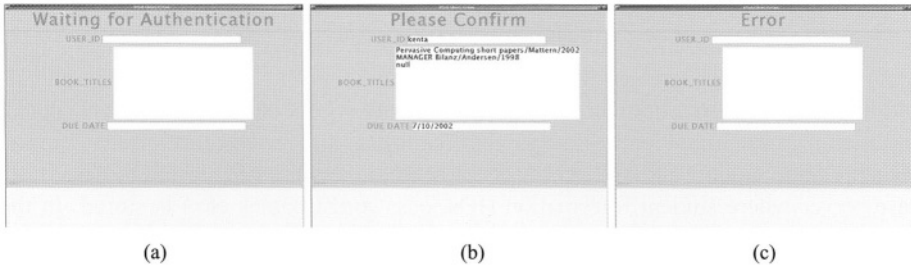 Waiting for Authentication
USER_ID
BOOK_TITLES
DUE DATE
(a)
Please Confirm
USER_ID kenta
Pervasive Computing short papers/Mattern/2002
MANAGER Bilanz/Andersen/1998
null
BOOK_TITLES
DUE DATE 7/10/2002
(b)
Error
USER_ID
BOOK_TITLES
DUE DATE
(c)